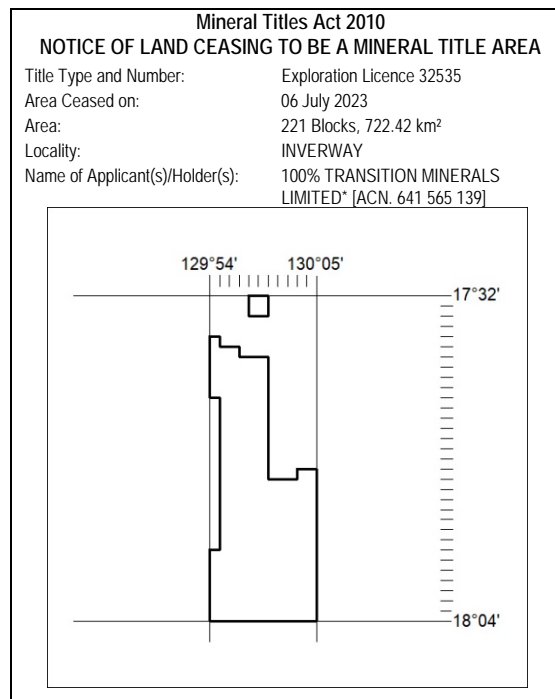 Mineral Titles Act 2010
NOTICE OF LAND CEASING TO BE A MINERAL TITLE AREA
Title Type and Number: Exploration Licence 32535
Area Ceased on: 06 July 2023
Area: 221 Blocks, 722.42 km²
Locality: INVERWAY
Name of Applicant(s)/Holder(s): 100% TRANSITION MINERALS
LIMITED* [ACN. 641 565 139]
129°54' 130°05'
17°32'
18°04'